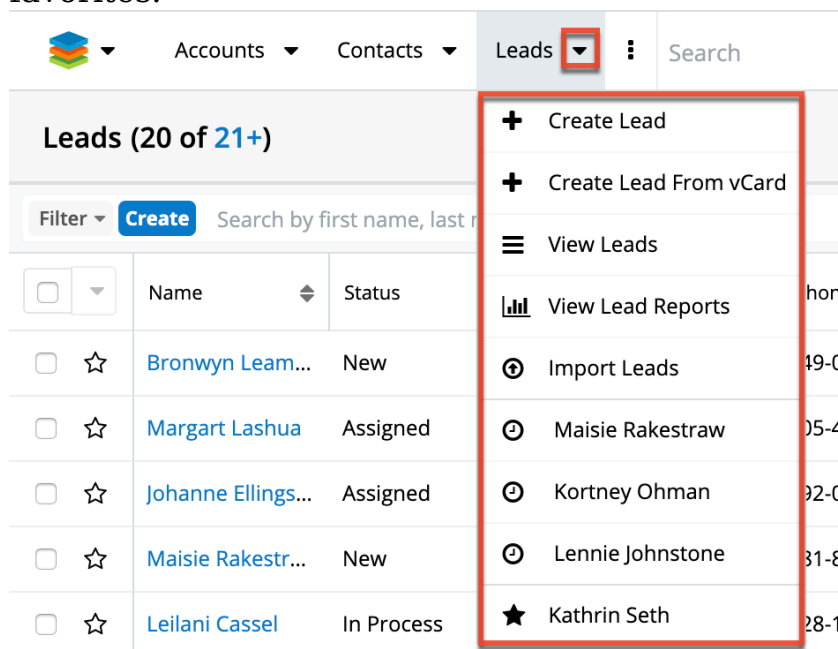 favorites.
Accounts Contacts Leads Search
Leads (20 of 21+)
Filter Create Search by first name, last
Name Status
Bronwyn Leam... New
Margart Lashua Assigned
Johanne Ellings... Assigned
Maisie Rakestr... New
Leilani Cassel In Process
Create Lead
Create Lead From vCard
View Leads
View Lead Reports
Import Leads
Maisie Rakestraw
Kortney Ohman
Lennie Johnstone
Kathrin Seth